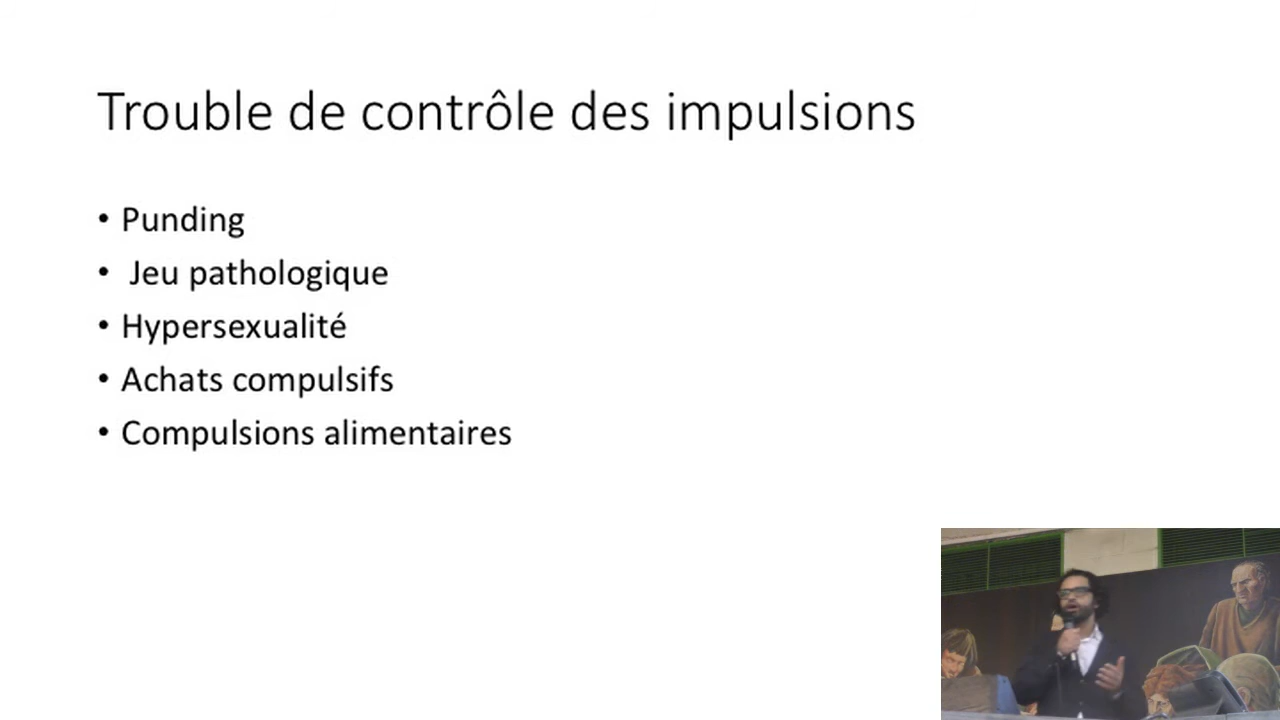 Trouble de contrôle des impulsions
• Punding
• Jeu pathologique
• Hypersexualité
• Achats compulsifs
• Compulsions alimentaires